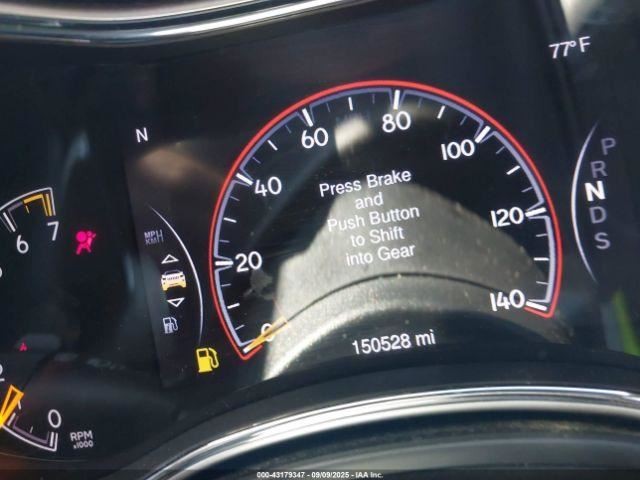 77°F
N
60
80
40
100
Press Brake
and
Push Button
to Shift
into Gear
P
R
N
D
S
6
7
MPH
KM/H
20
120
0
140
150528 mi
0
RPM
x1000
000-43179347 - 09/09/2025 - IAA Inc.